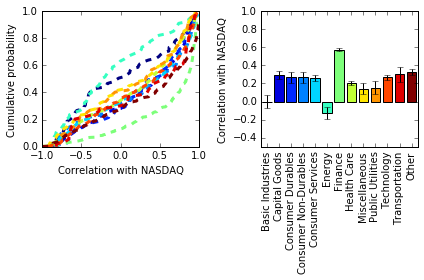 Cumulative probability
1.0
0.8
0.6
0.4
0.2
0.0
−1.0 −0.5 0.0 0.5 1.0
Correlation with NASDAQ
Correlation with NASDAQ
1.0
0.8
0.6
0.4
0.2
0.0
−0.2
−0.4
Basic Industries
Capital Goods
Consumer Durables
Consumer Non-Durables
Consumer Services
Energy
Finance
Health Care
Miscellaneous
Public Utilities
Technology
Transportation
Other